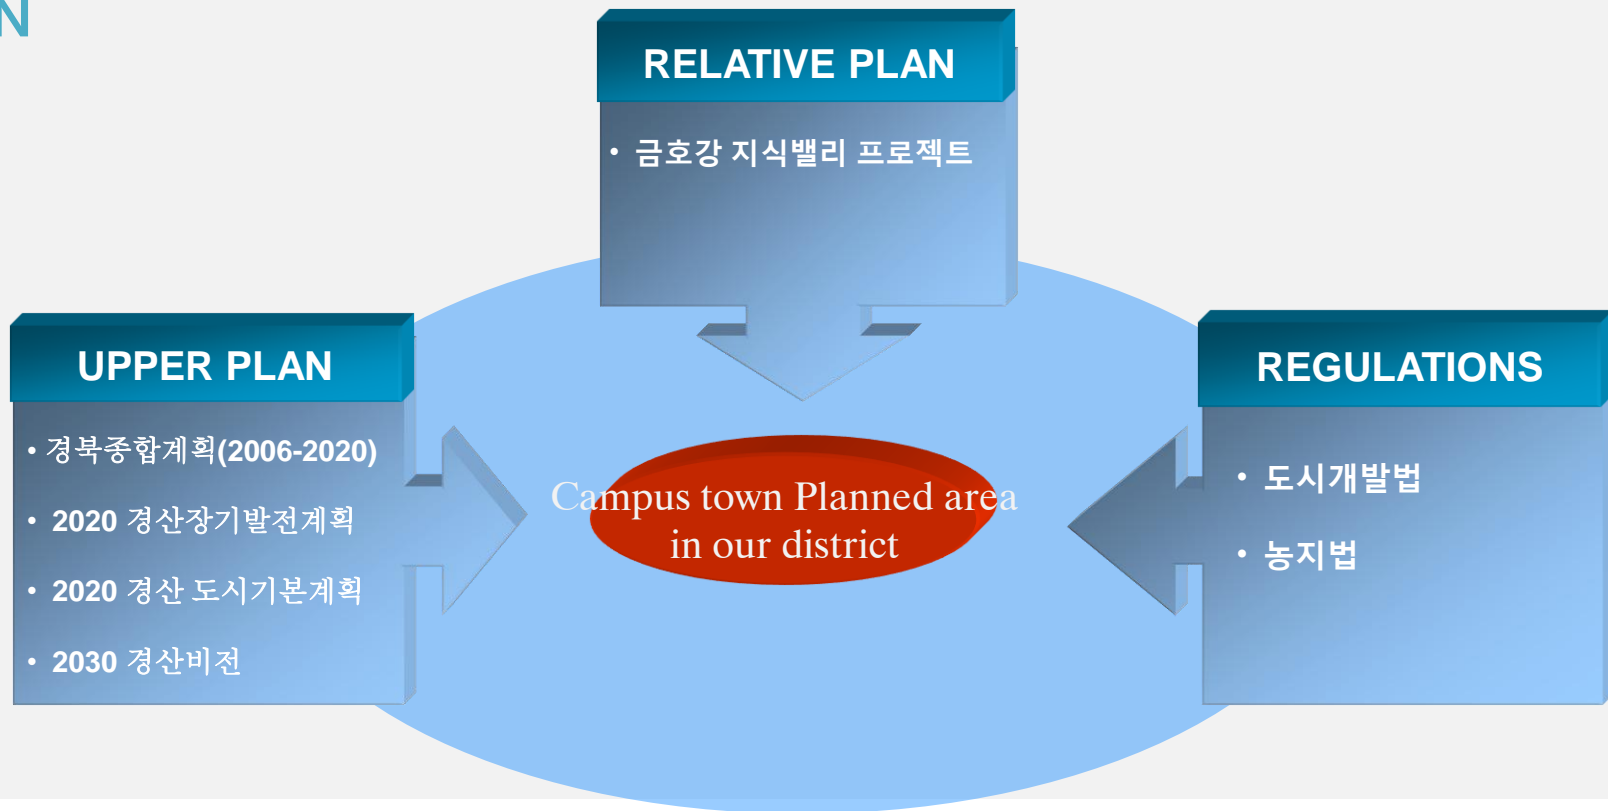 N
RELATIVE PLAN
• 금호강 지식밸리 프로젝트
UPPER PLAN
• 경북종합계획(2006-2020)
• 2020 경산장기발전계획
• 2020 경산 도시기본계획
• 2030 경산비전
Campus town Planned area
in our district
REGULATIONS
• 도시개발법
• 농지법